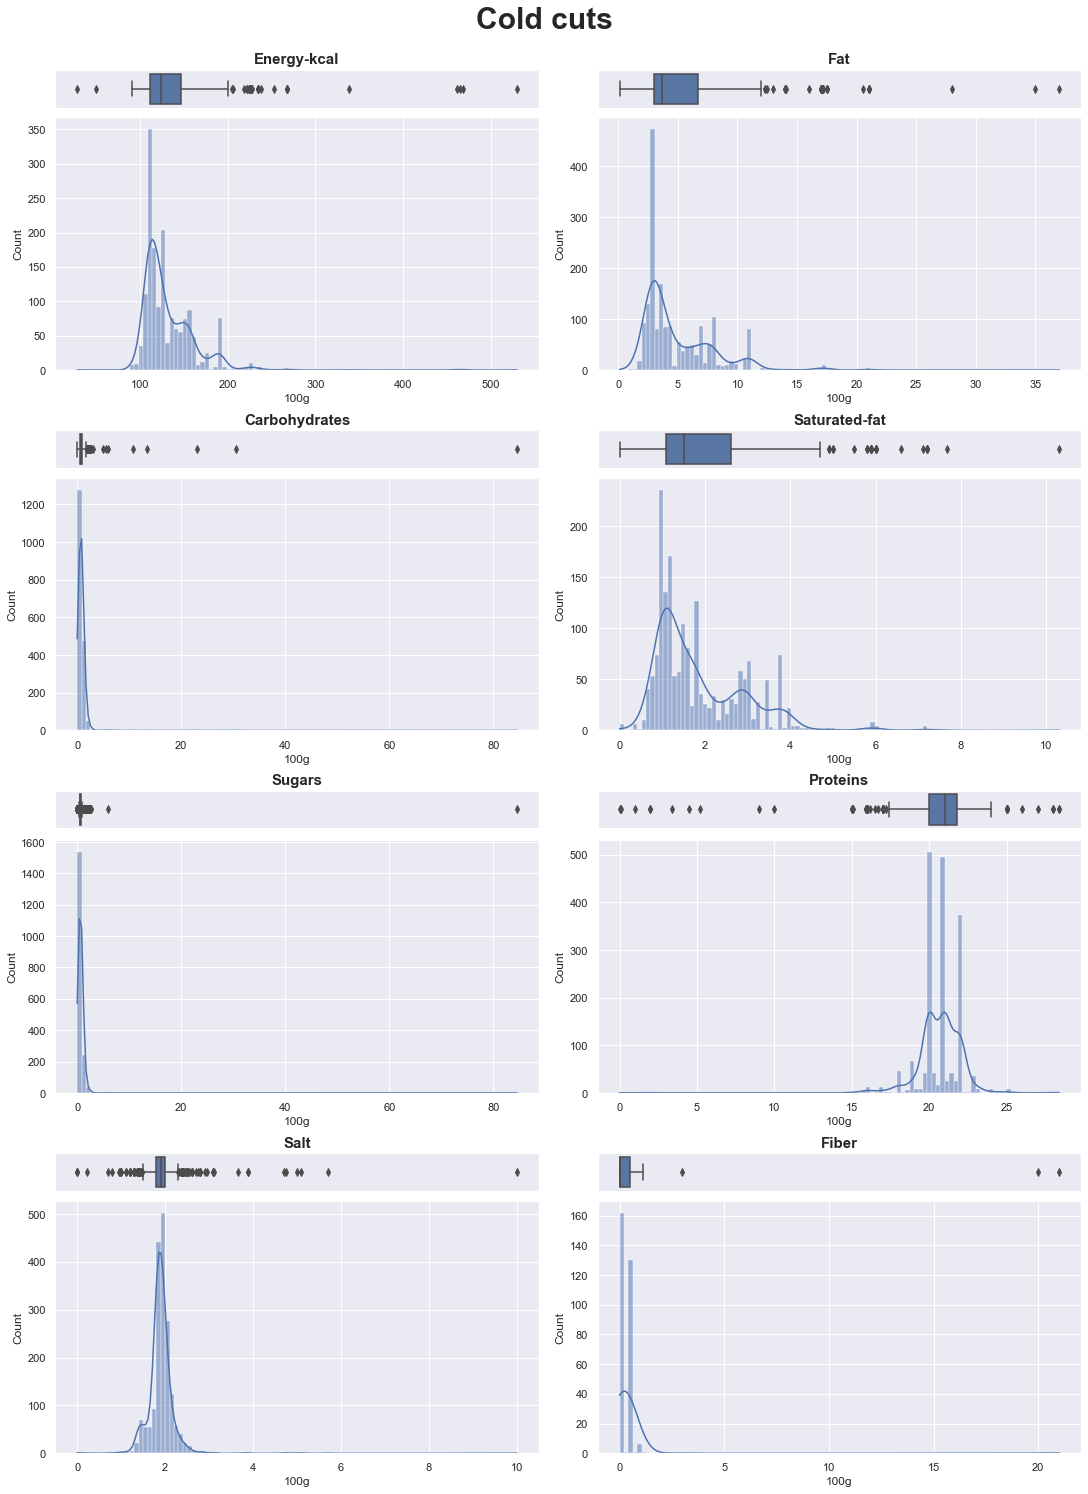 Cold cuts
Energy-kcal
350
300
250
200
150
100
50
0
Count
100 200 300 400 500
100g
Fat
400
300
200
100
0
Count
0 5 10 15 20 25 30 35
100g
Carbohydrates
1200
1000
800
600
400
200
0
Count
0 20 40 60 80
100g
Saturated-fat
200
150
100
50
0
Count
0 2 4 6 8 10
100g
Sugars
1600
1400
1200
1000
800
600
400
200
0
Count
0 20 40 60 80
100g
Proteins
500
400
300
200
100
0
Count
0 5 10 15 20 25
100g
Salt
500
400
300
200
100
0
Count
0 2 4 6 8 10
100g
Fiber
160
140
120
100
80
60
40
20
0
Count
0 5 10 15 20
100g